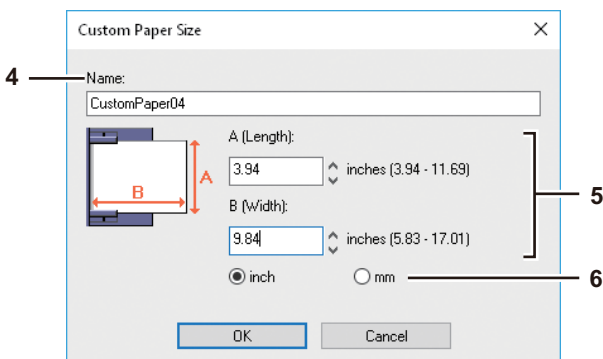 Custom Paper Size
4
Name:
CustomPaper04
A (Length):
3.94 inches (3.94 - 11.69)
A
B
5
B (Width):
9.84 inches (5.83 - 17.01)
inch mm
6
OK Cancel